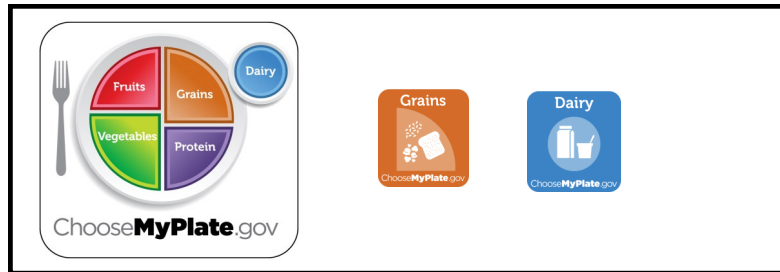 Dairy
Fruits
Grains
Vegetables
Protein
ChooseMyPlate.gov
Grains
ChooseMyPlate.gov
Dairy
ChooseMyPlate.gov